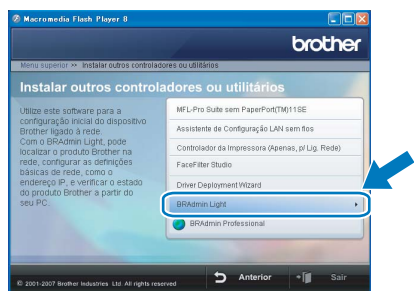 Macromedia Flash Player 8
brother
Menu superior >> Instalar outros controladores ou utilitários
Instalar outros controladores ou utilitários
Utilize este software para a
configuração inicial do dispositivo
Brother ligado à rede.
Com o BRAdmin Light, pode
localizar o produto Brother na
rede, configurar as definições
básicas de rede, como o
endereço IP, e verificar o estado
do produto Brother a partir do
seu PC.
MFL-Pro Suite sem PaperPort(TM)11SE
Assistente de Configuração LAN sem fios
Controlador da Impressora (Apenas, p/ Lig. Rede)
FaceFilter Studio
Driver Deployment Wizard
BRAdmin Light
BRAdmin Professional
© 2001-2007 Brother Industries Ltd. All rights reserved
Anterior
Sair